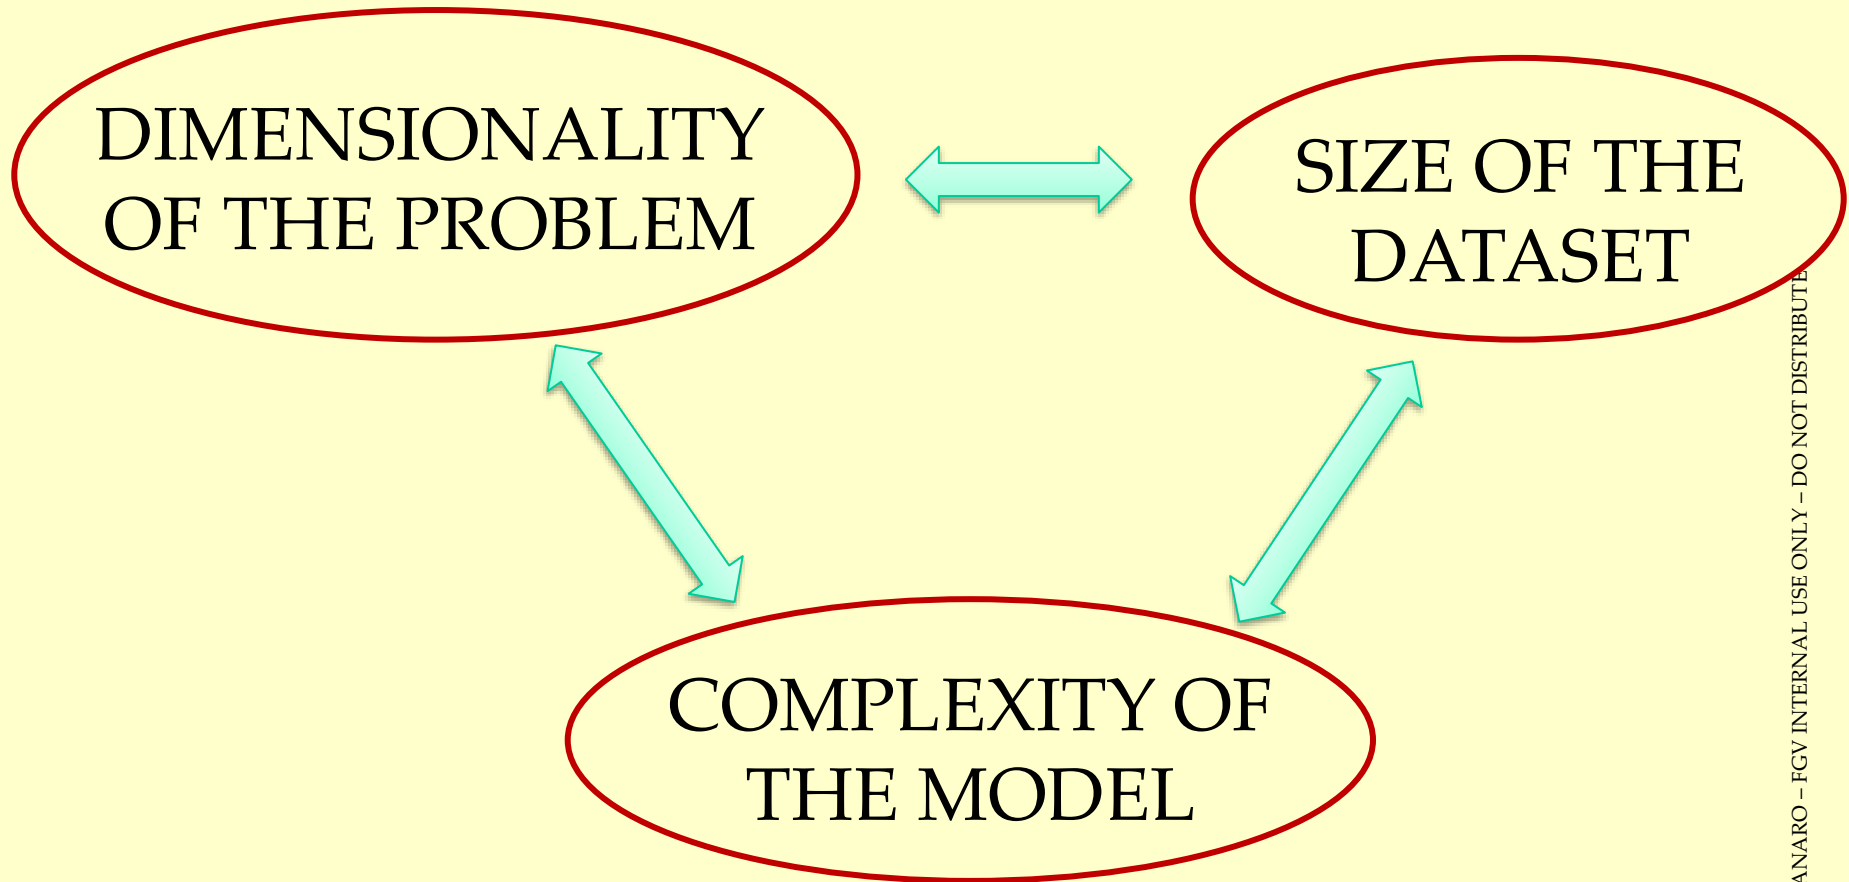 DIMENSIONALITY
OF THE PROBLEM
SIZE OF THE
DATASET
COMPLEXITY OF
THE MODEL
– FGV INTERNAL USE ONLY – DO NOT DISTRIBUTE